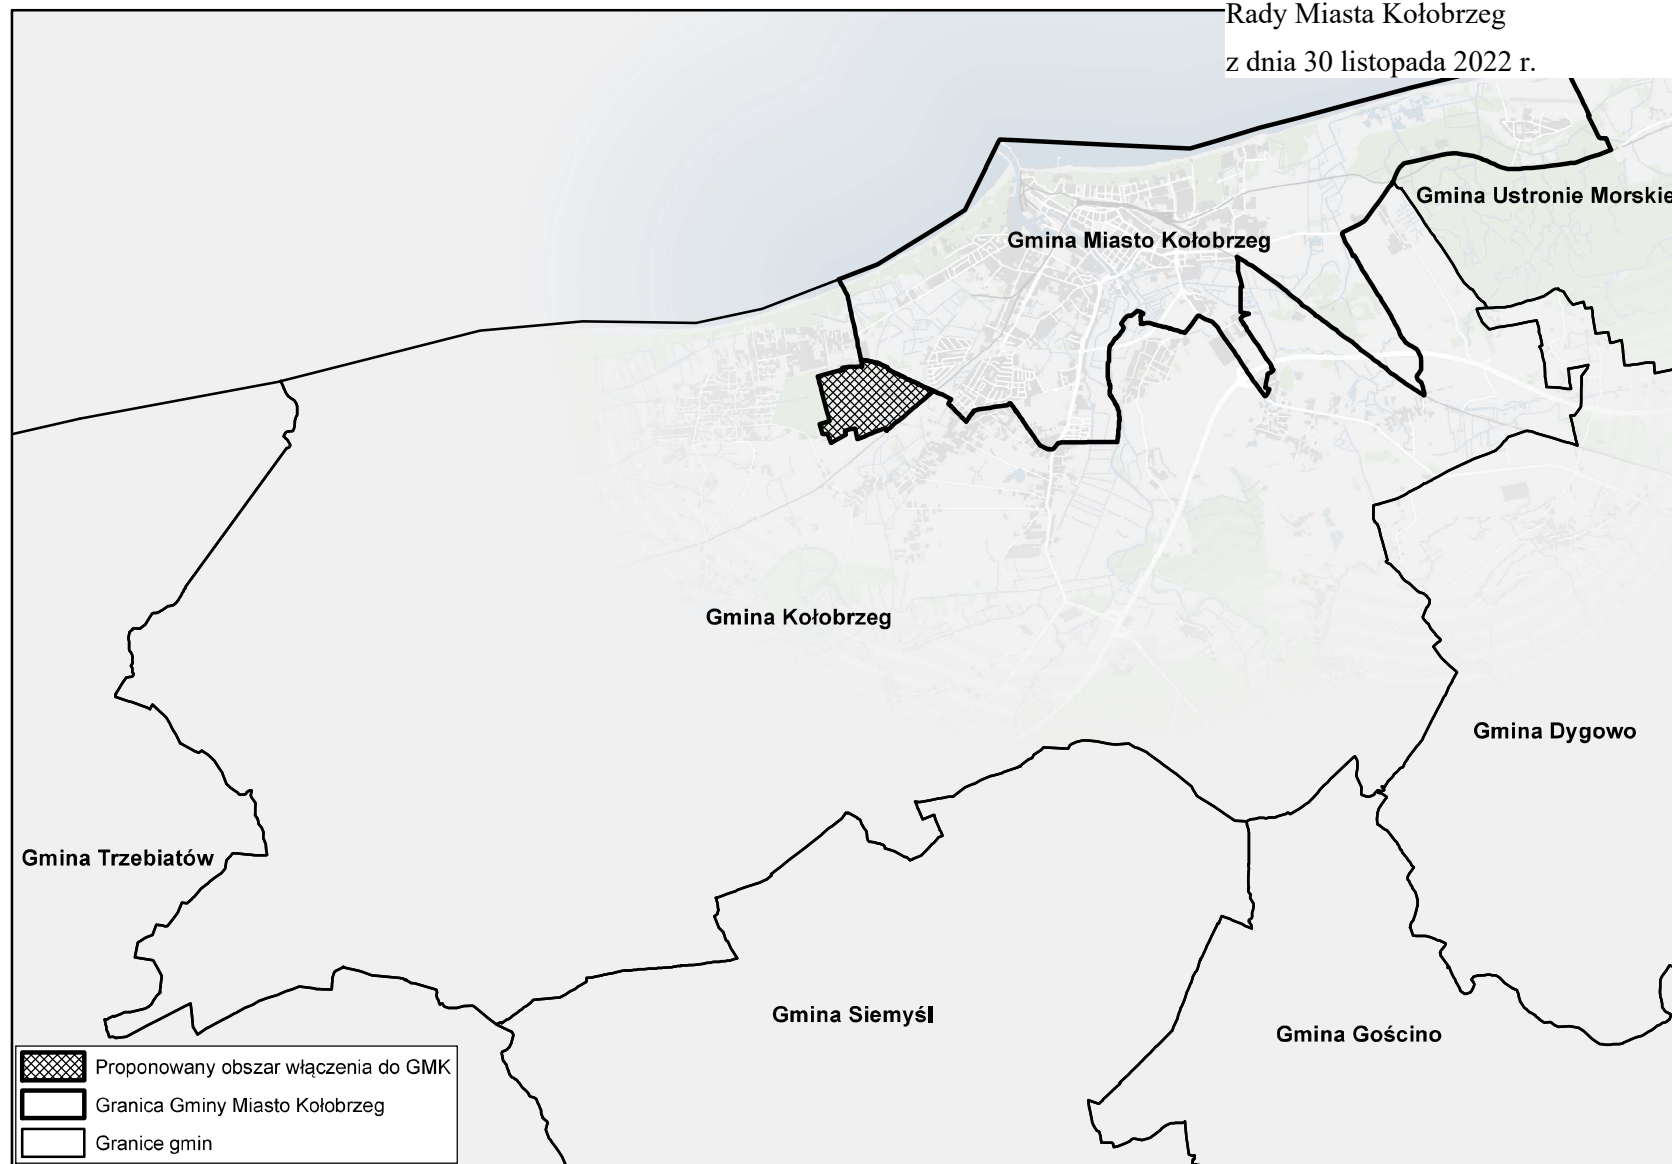 Rady Miasta Kołobrzeg
z dnia 30 listopada 2022 r.
Gmina Ustronie Morskie
Gmina Miasto Kołobrzeg
Gmina Kołobrzeg
Gmina Dygowo
Gmina Trzebiatów
Gmina Siemyśl
Gmina Gościno
Proponowany obszar włączenia do GMK
Granica Gminy Miasto Kołobrzeg
Granice gmin